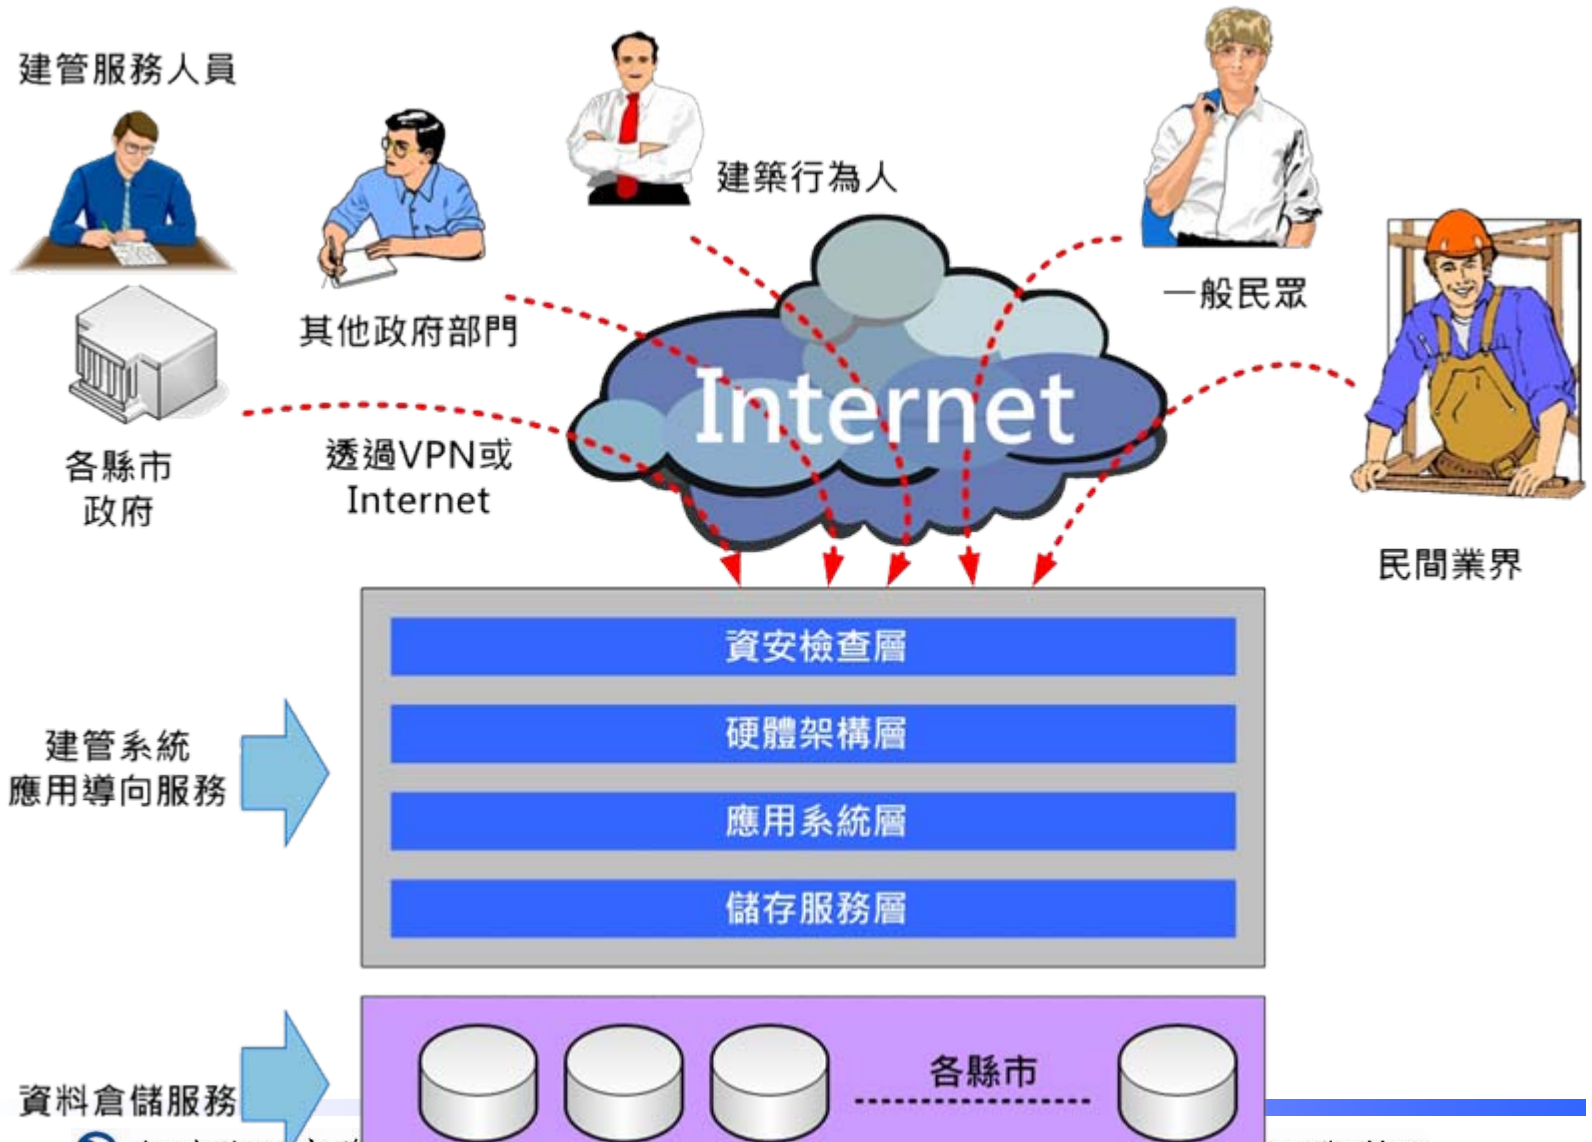 建管服務人員
建築行為人
一般民眾
其他政府部門
Internet
各縣市
政府
透過VPN或
Internet
民間業界
資安檢查層
硬體架構層
應用系統層
儲存服務層
建管系統
應用導向服務
各縣市
資料倉儲服務